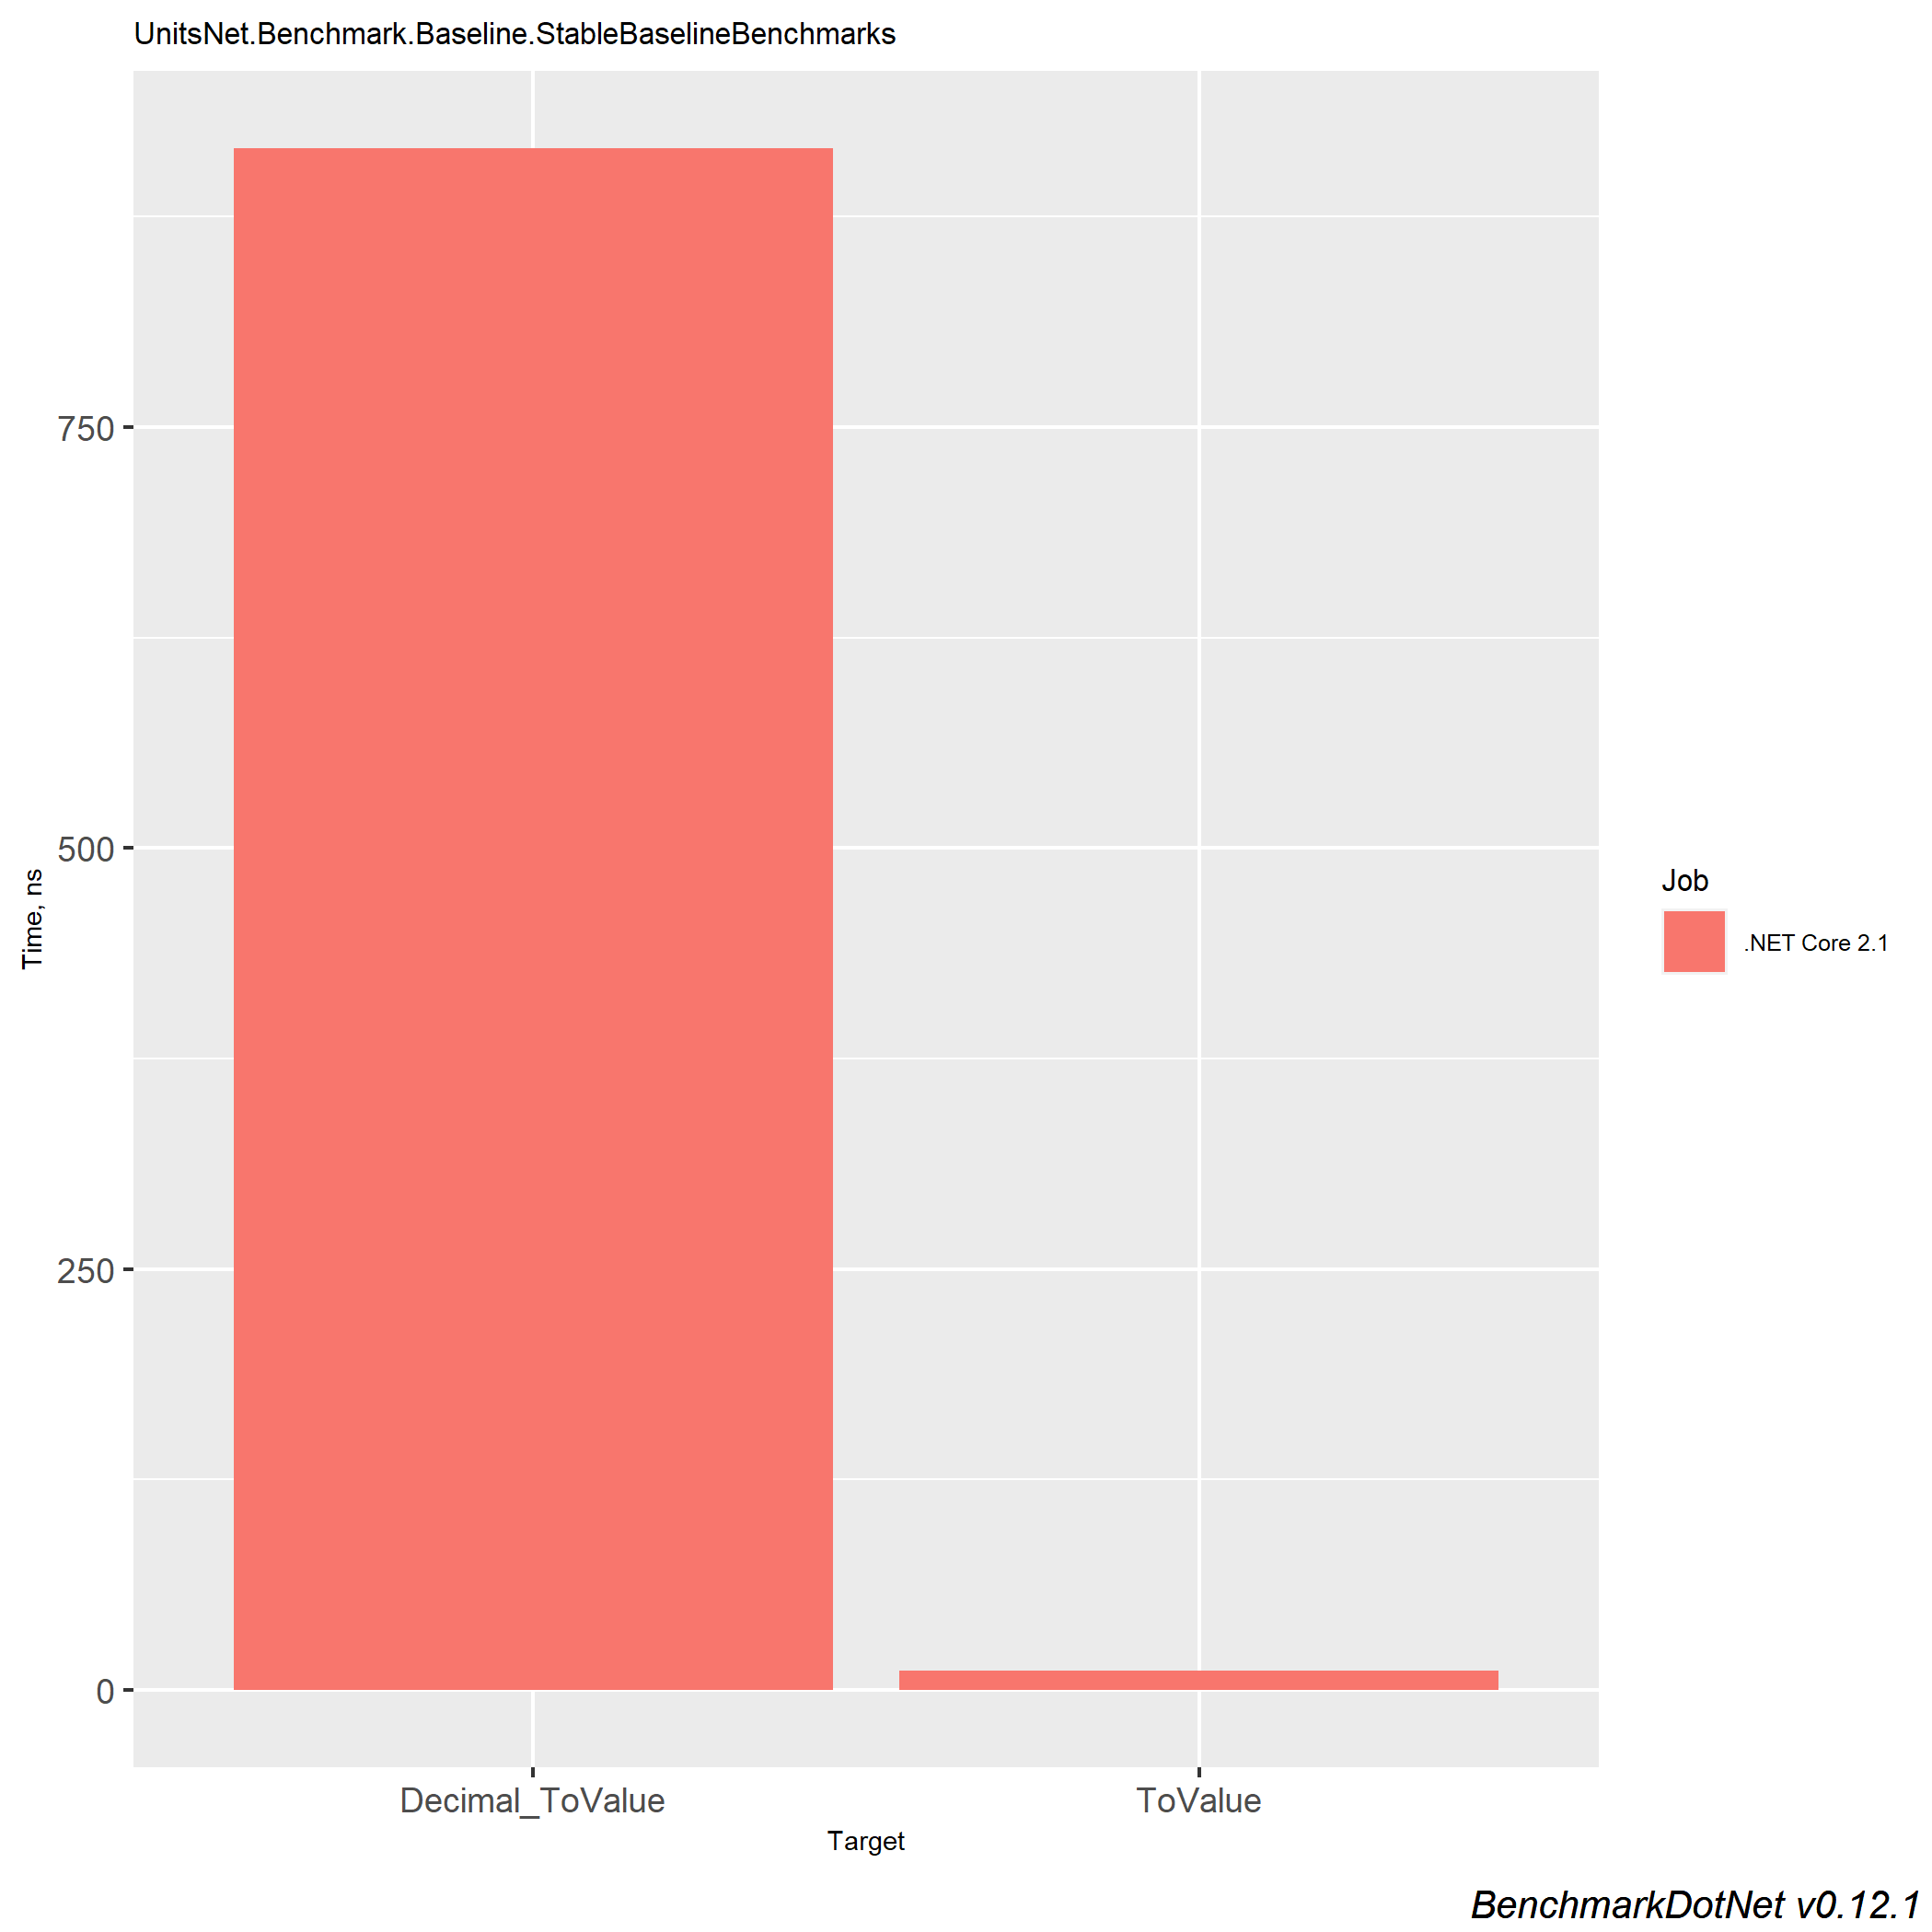 UnitsNet.Benchmark.Baseline.StableBaselineBenchmarks
750
500
250
0
Time, ns
Decimal_ToValue
ToValue
Target
Job
.NET Core 2.1
BenchmarkDotNet v0.12.1